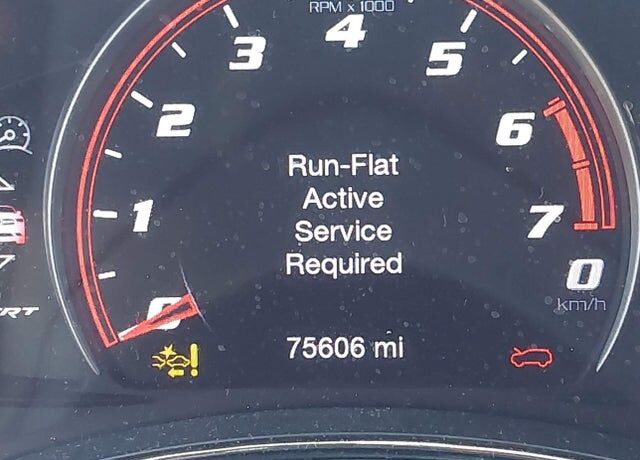 RPM x 1000
3
4
5
2
6
1
7
0
0
km/h
Run-Flat
Active
Service
Required
75606 mi
SRT